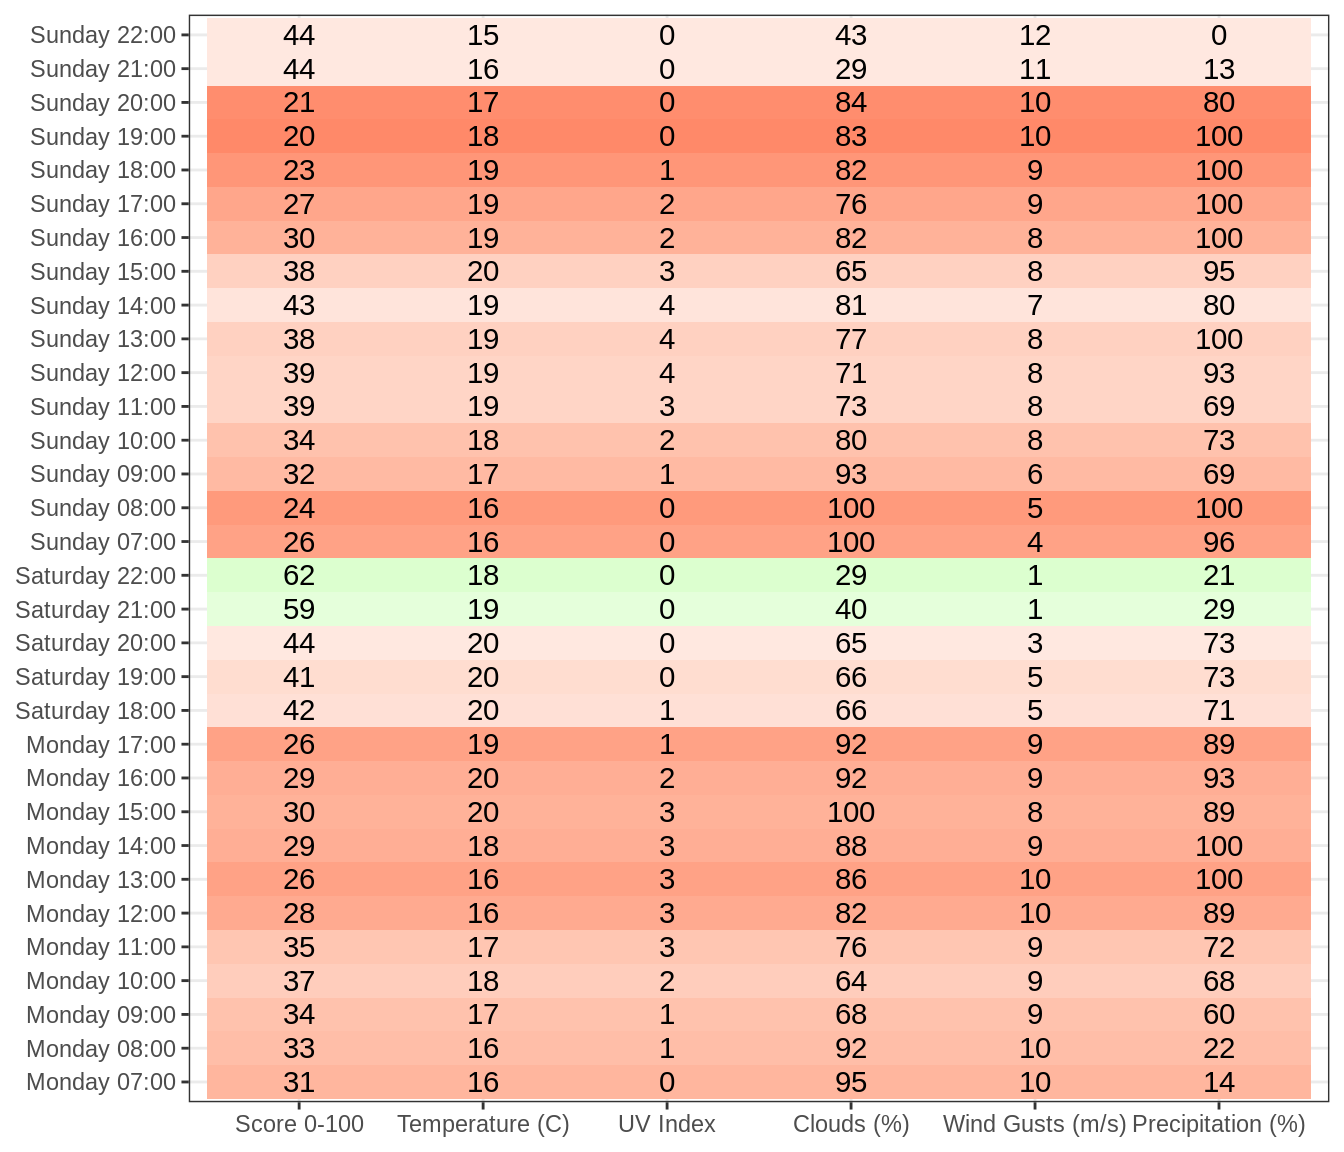 Sunday 22:00 44 15 0 43 12 0
Sunday 21:00 44 16 0 29 11 13
Sunday 20:00 21 17 0 84 10 80
Sunday 19:00 20 18 0 83 10 100
Sunday 18:00 23 19 1 82 9 100
Sunday 17:00 27 19 2 76 9 100
Sunday 16:00 30 19 2 82 8 100
Sunday 15:00 38 20 3 65 8 95
Sunday 14:00 43 19 4 81 7 80
Sunday 13:00 38 19 4 77 8 100
Sunday 12:00 39 19 4 71 8 93
Sunday 11:00 39 19 3 73 8 69
Sunday 10:00 34 18 2 80 8 73
Sunday 09:00 32 17 1 93 6 69
Sunday 08:00 24 16 0 100 5 100
Sunday 07:00 26 16 0 100 4 96
Saturday 22:00 62 18 0 29 1 21
Saturday 21:00 59 19 0 40 1 29
Saturday 20:00 44 20 0 65 3 73
Saturday 19:00 41 20 0 66 5 73
Saturday 18:00 42 20 1 66 5 71
Monday 17:00 26 19 1 92 9 89
Monday 16:00 29 20 2 92 9 93
Monday 15:00 30 20 3 100 8 89
Monday 14:00 29 18 3 88 9 100
Monday 13:00 26 16 3 86 10 100
Monday 12:00 28 16 3 82 10 89
Monday 11:00 35 17 3 76 9 72
Monday 10:00 37 18 2 64 9 68
Monday 09:00 34 17 1 68 9 60
Monday 08:00 33 16 1 92 10 22
Monday 07:00 31 16 0 95 10 14
Score 0-100 Temperature (C) UV Index Clouds (%) Wind Gusts (m/s) Precipitation (%)